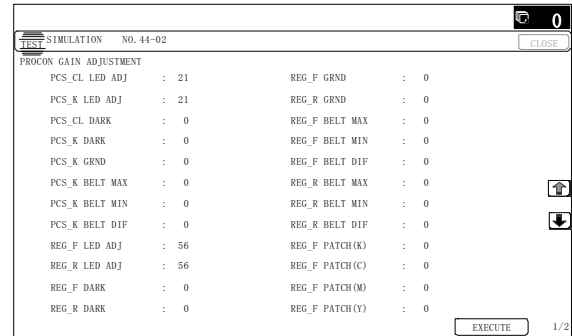 0
TEST SIMULATION NO.44-02
CLOSE
PROCON GAIN ADJUSTMENT
PCS_CL LED ADJ : 21 REG_F GRND : 0
PCS_K LED ADJ : 21 REG_R GRND : 0
PCS_CL DARK : 0 REG_F BELT MAX : 0
PCS_K DARK : 0 REG_F BELT MIN : 0
PCS_K GRND : 0 REG_F BELT DIF : 0
PCS_K BELT MAX : 0 REG_R BELT MAX : 0
PCS_K BELT MIN : 0 REG_R BELT MIN : 0
PCS_K BELT DIF : 0 REG_R BELT DIF : 0
REG_F LED ADJ : 56 REG_F PATCH(K) : 0
REG_R LED ADJ : 56 REG_F PATCH(C) : 0
REG_F DARK : 0 REG_F PATCH(M) : 0
REG_R DARK : 0 REG_F PATCH(Y) : 0
EXECUTE 1/2